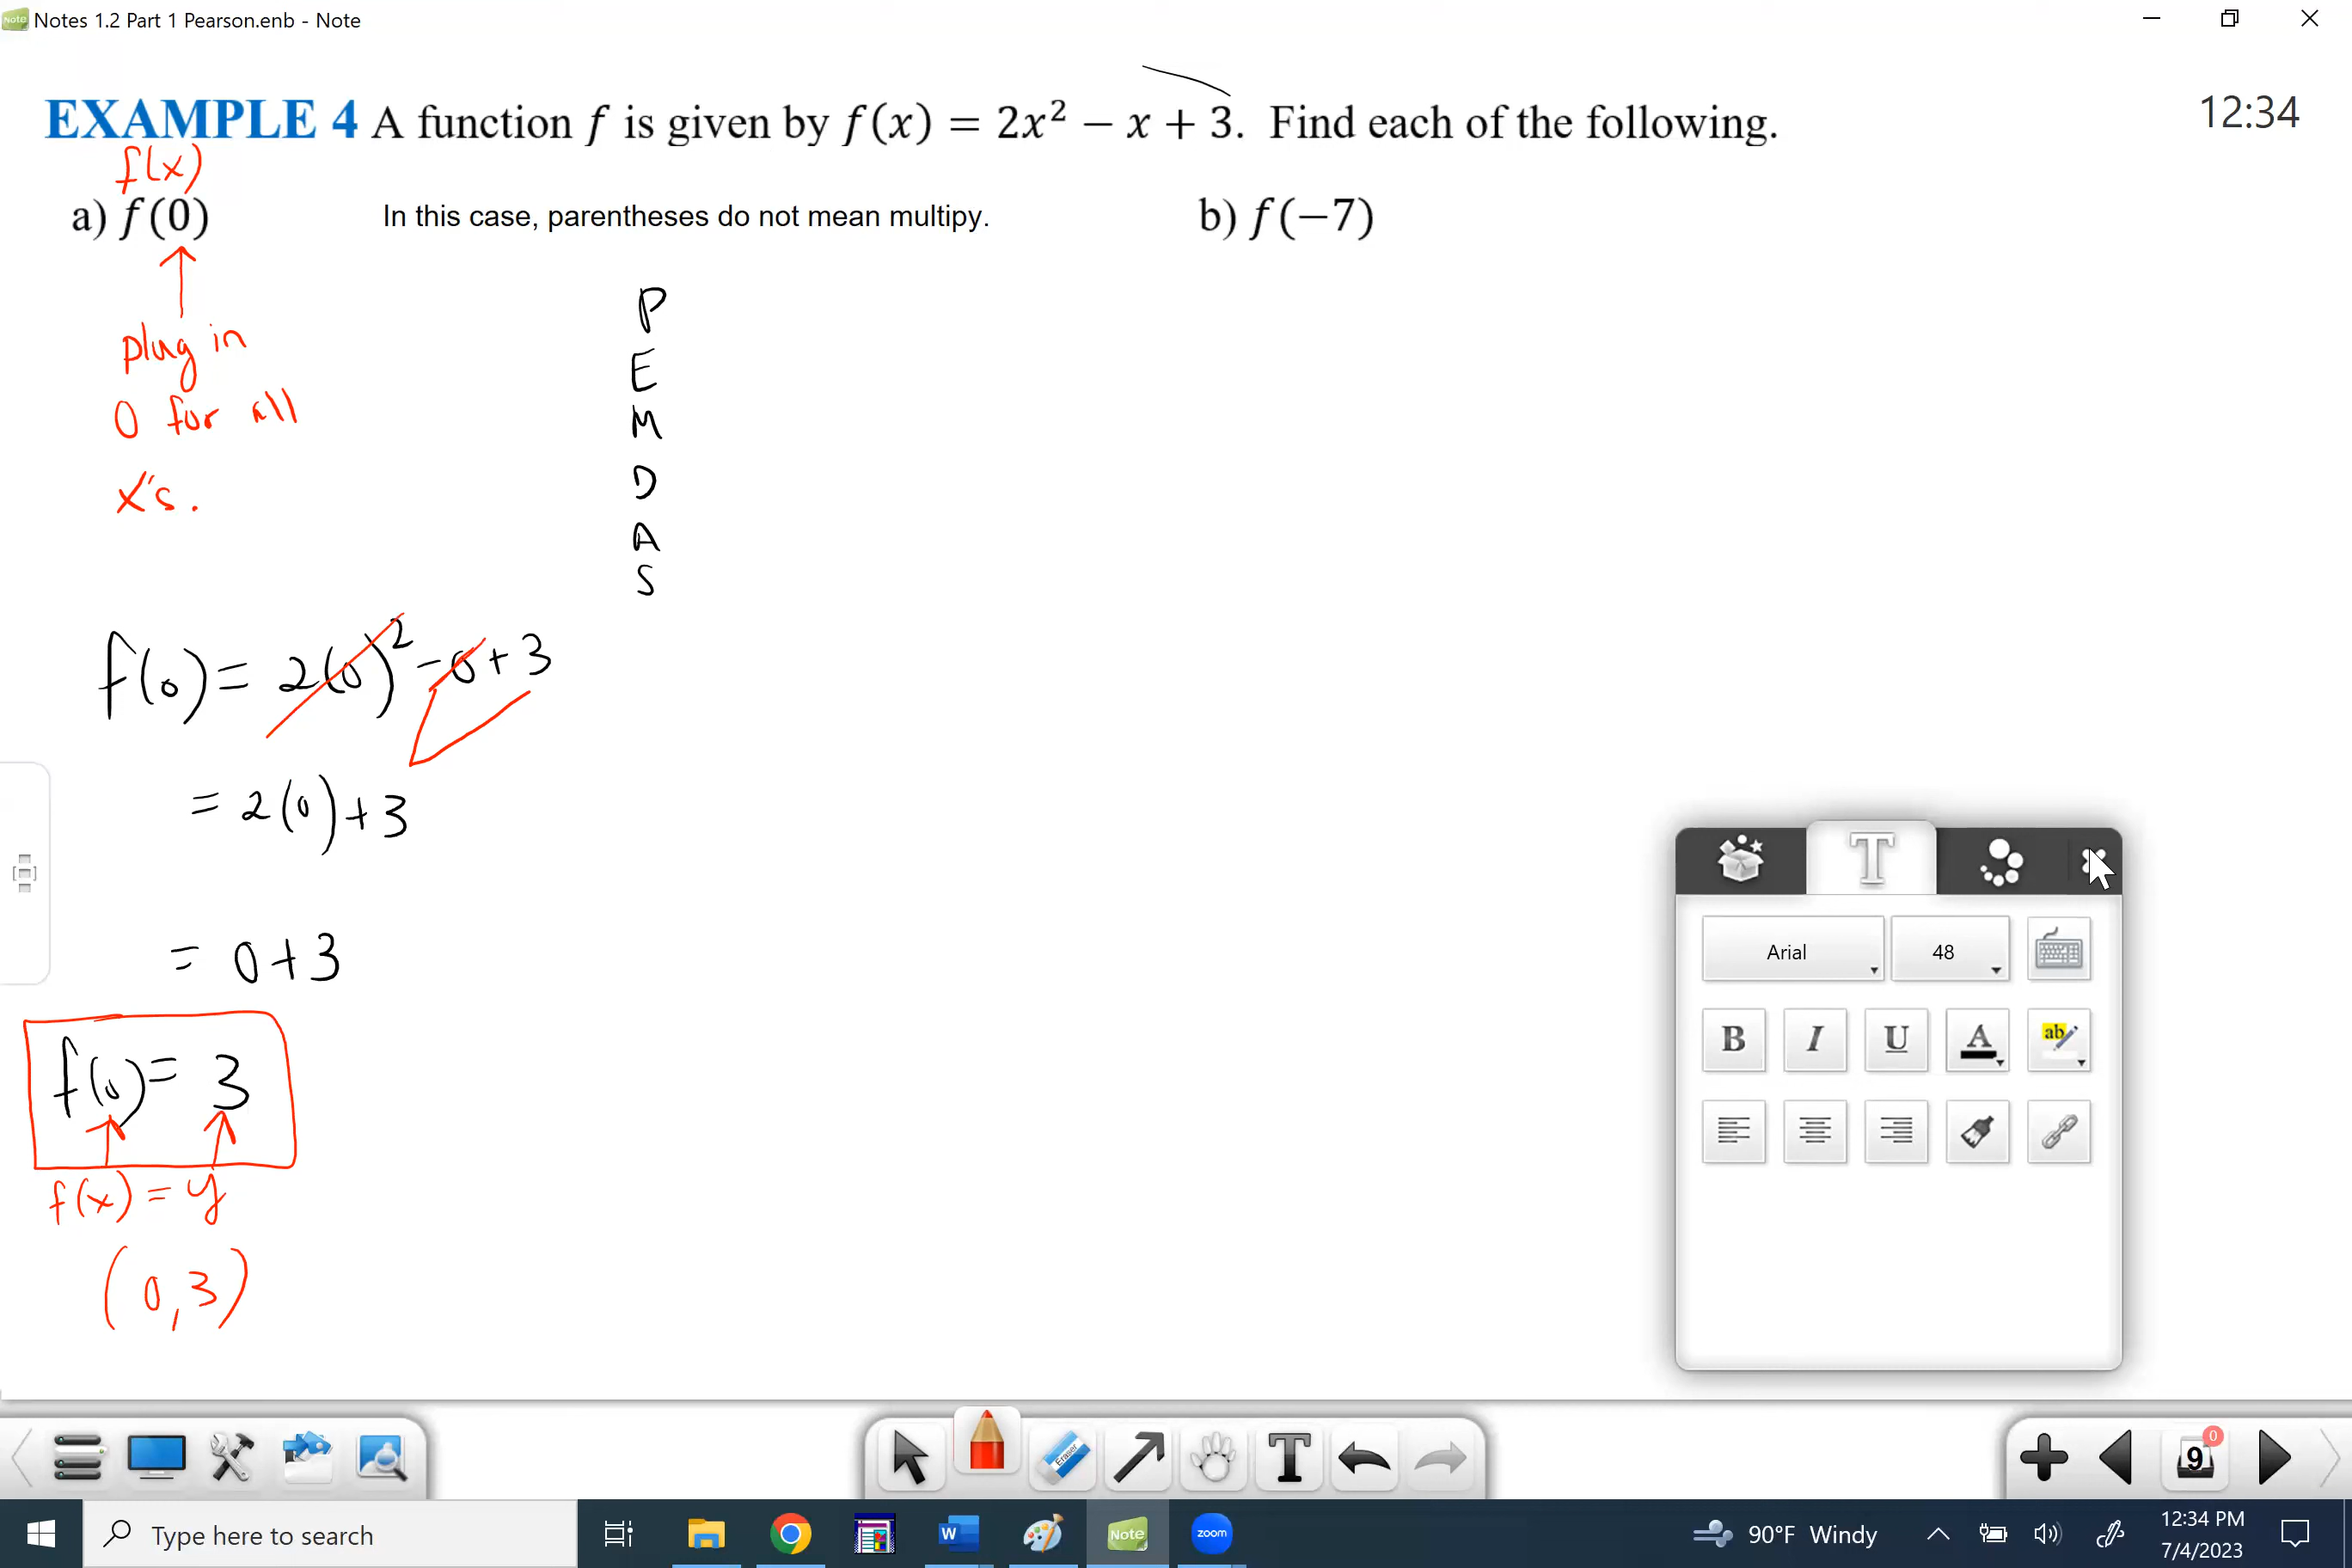 Notes 1.2 Part 1 Pearson.enb - Note
EXAMPLE 4 A function f is given by f(x) = 2x² − x + 3. Find each of the following.
12:34
f(x)
a) f(0)
In this case, parentheses do not mean multipy.
b) f(−7)
plug in
0 for all
x's.
P
E
M
D
A
S
f(0) = 2(0)² - 0 + 3
= 2(0) + 3
= 0 + 3
f(0) = 3
f(x) = y
(0, 3)
T
Arial
48
B
I
U
A
ab
Eraser
T
9
0
Type here to search
W
Note
zoom
90°F Windy
12:34 PM
7/4/2023